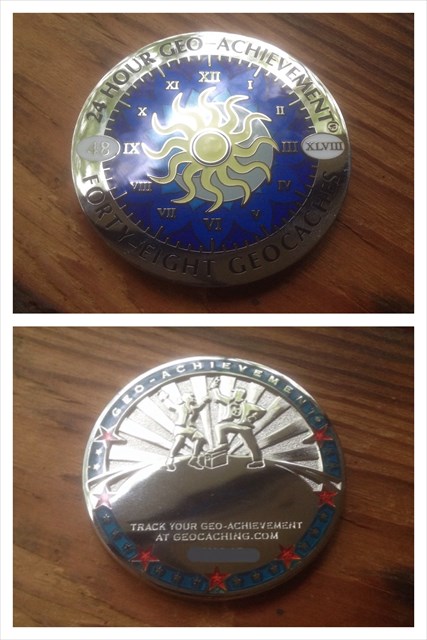 24 HOUR GEO-ACHIEVEMENT©
XII
I
II
III
IV
V
VI
VII
VIII
IX
X
XI
48
XLVIII
FORTY-EIGHT GEOCACHES
GEO-ACHIEVEMENT©
TRACK YOUR GEO-ACHIEVEMENT
AT GEOCACHING.COM